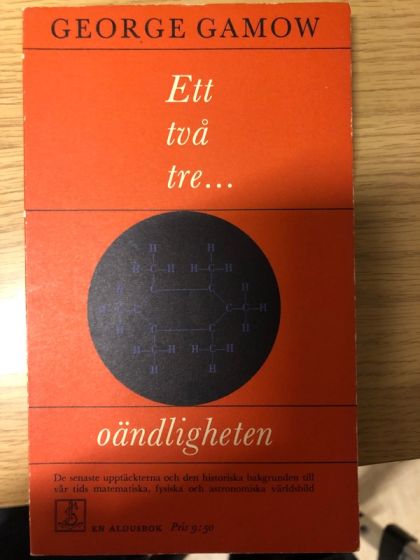 GEORGE GAMOW
Ett
två
tre...
oändligheten
De senaste upptäckterna och den historiska bakgrunden till
vår tids matematiska, fysiska och astronomiska världsbild
EN ALDUSBOK Pris 9:50